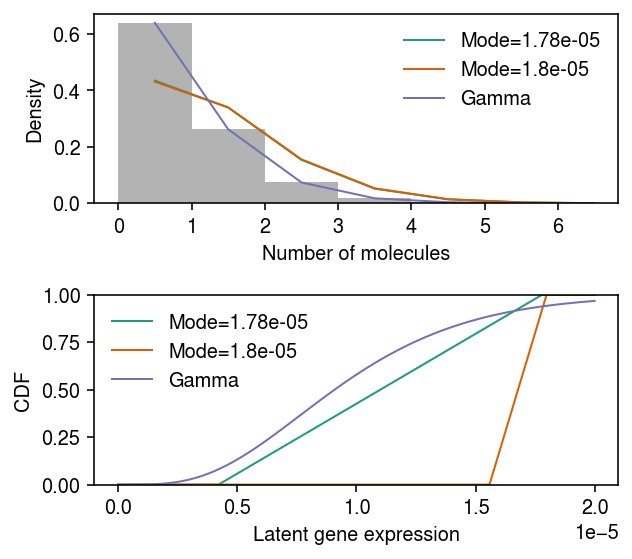 Density
0.6
0.4
0.2
0.0
Mode=1.78e-05
Mode=1.8e-05
Gamma
0 1 2 3 4 5 6
Number of molecules
CDF
1.00
0.75
0.50
0.25
0.00
Mode=1.78e-05
Mode=1.8e-05
Gamma
0.0 0.5 1.0 1.5 2.0
Latent gene expression
1e−5